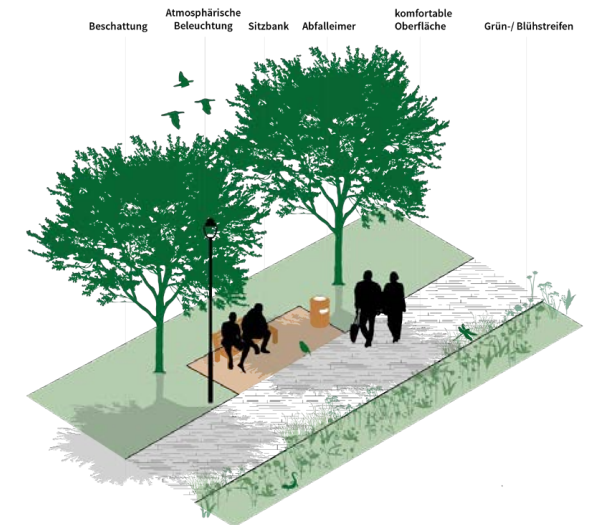 Beschattung
Atmosphärische
Beleuchtung
Sitzbank
Abfalleimer
komfortable
Oberfläche
Grün-/ Blühstreifen